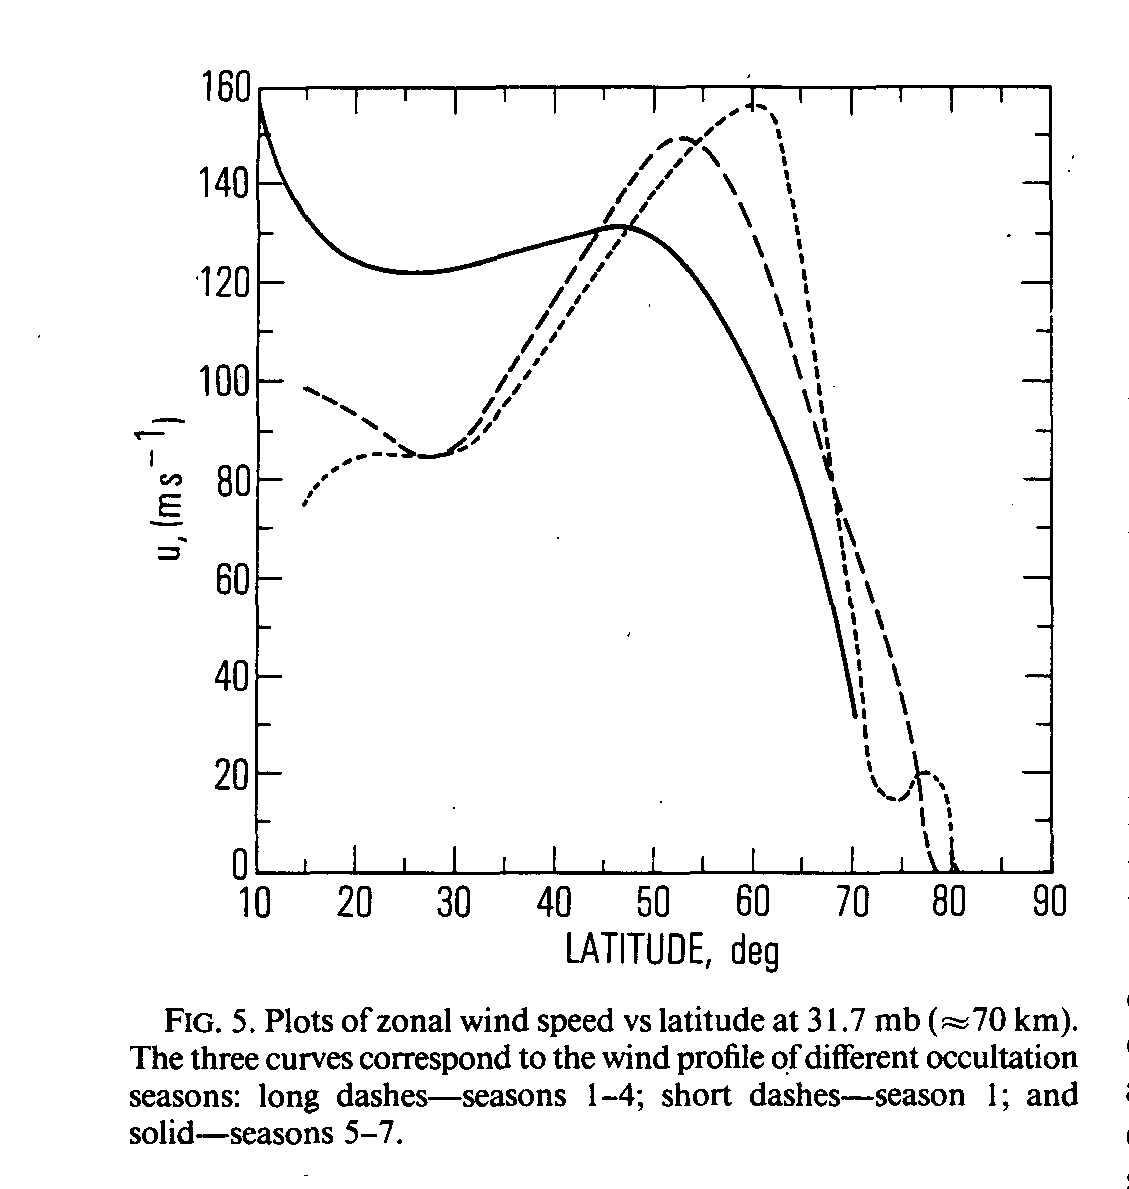 160
140
120
100
80
60
40
20
0
u, (ms⁻¹)
10 20 30 40 50 60 70 80 90
LATITUDE, deg
FIG. 5. Plots of zonal wind speed vs latitude at 31.7 mb (≈70 km).
The three curves correspond to the wind profile of different occultation
seasons: long dashes—seasons 1–4; short dashes—season 1; and
solid—seasons 5–7.